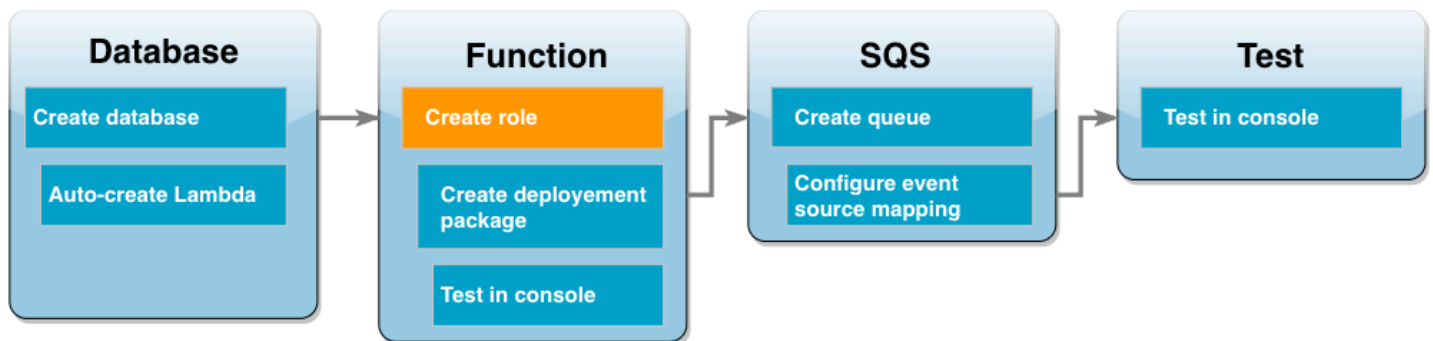 Database
Create database
Auto-create Lambda
Function
Create role
Create deployement
package
Test in console
SQS
Create queue
Configure event
source mapping
Test
Test in console